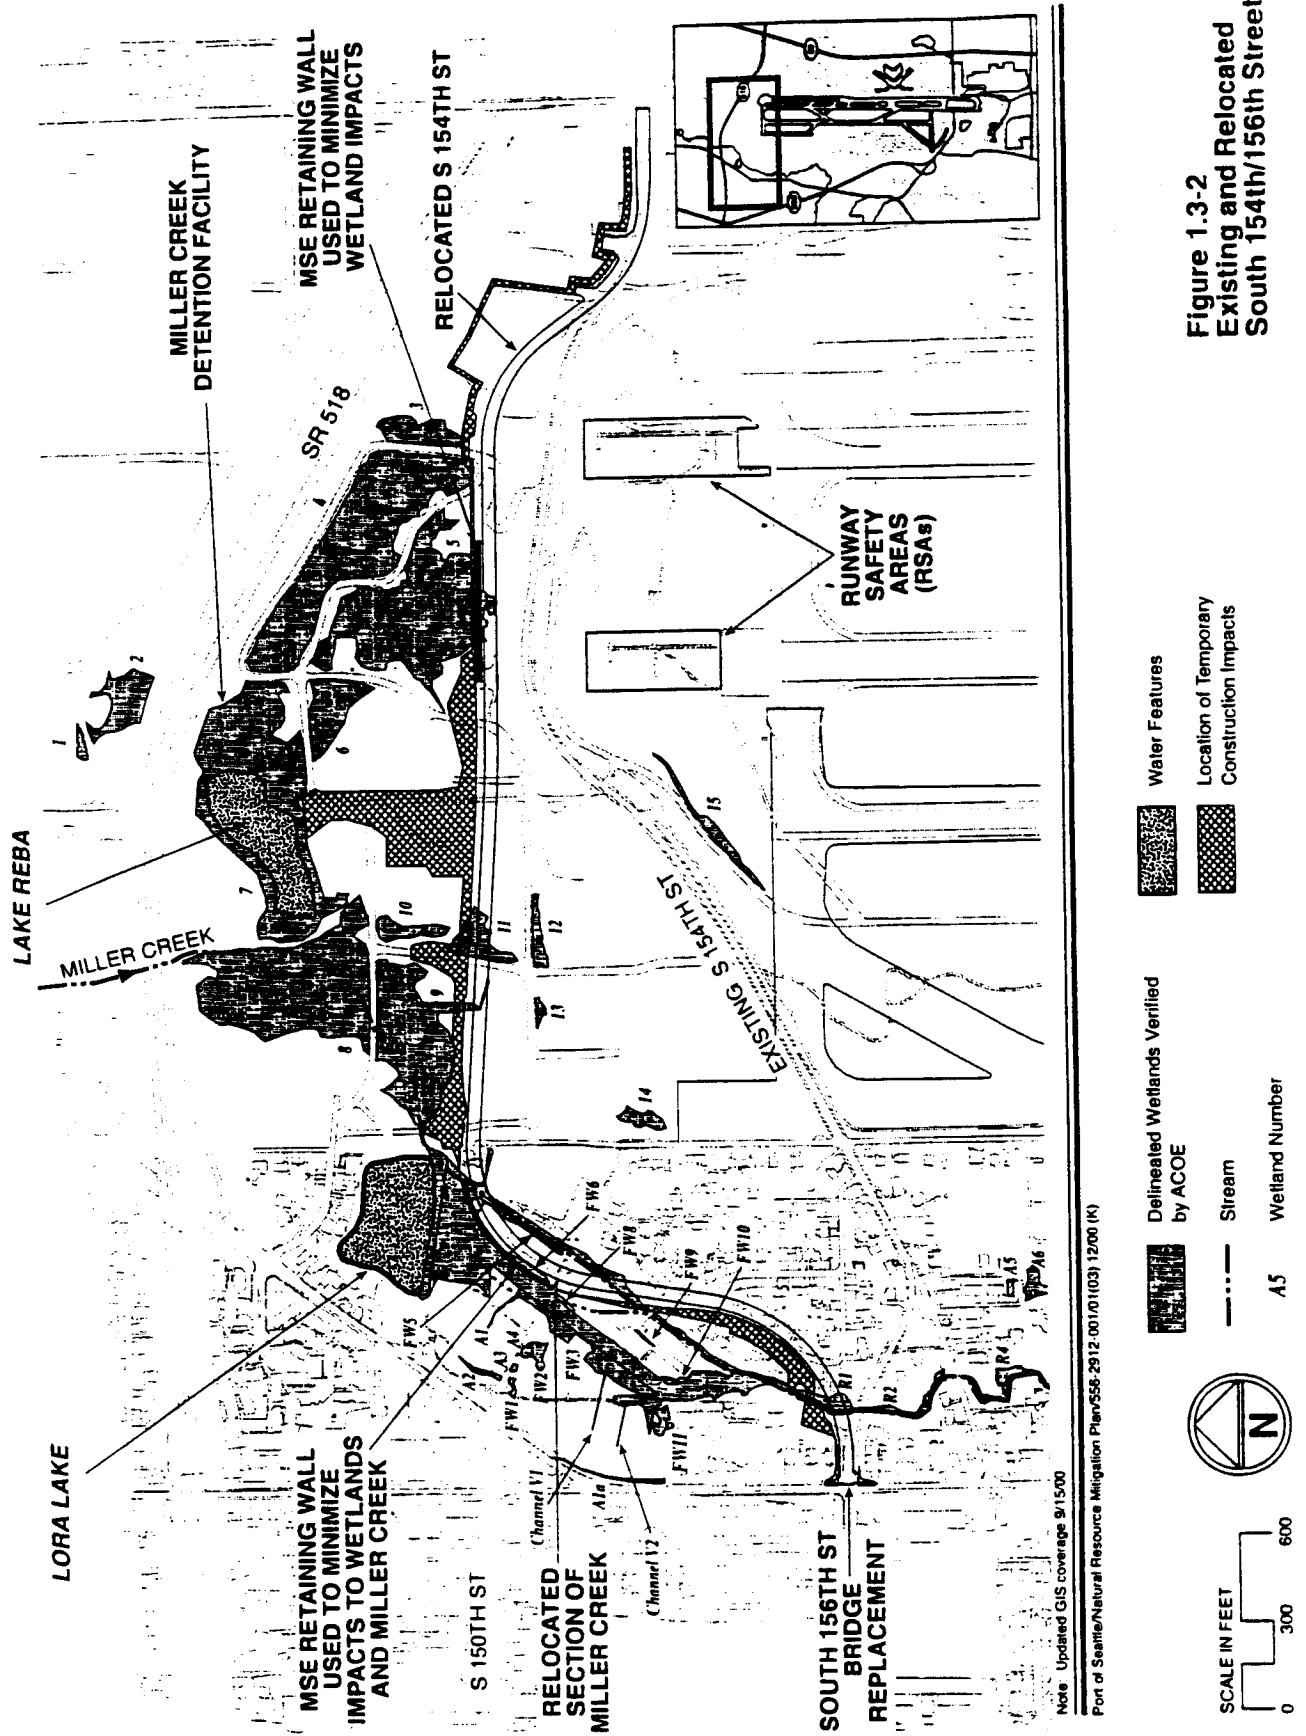 LAKE REBA
MILLER CREEK
DETENTION FACILITY
MSE RETAINING WALL
USED TO MINIMIZE
WETLAND IMPACTS
RELOCATED S 154TH ST
SR 518
MILLER CREEK
LORA LAKE
1
2
3
4
5
6
7
8
9
10
11
12
13
14
15
MSE RETAINING WALL
USED TO MINIMIZE
IMPACTS TO WETLANDS
AND MILLER CREEK
S 150TH ST
RELOCATED
SECTION OF
MILLER CREEK
SOUTH 156TH ST
BRIDGE
REPLACEMENT
EXISTING S 154TH ST
RUNWAY
SAFETY
AREAS
(RSAs)
FW5
A1
A2
A3
A4
FW1
FW2
FW3
Channel V1
A1a
Channel V2
FW11
FW6
FW8
FW9
FW10
R1
R2
R4
A5
A6
Note: Updated GIS coverage 9/15/00
Port of Seattle/Natural Resource Mitigation Plan/556-2912-001/01(03) 12/00 (K)
SCALE IN FEET
0 300 600
N
Delineated Wetlands Verified
by ACOE
Stream
A5 Wetland Number
Water Features
Location of Temporary
Construction Impacts
Figure 1.3-2
Existing and Relocated
South 154th/156th Street